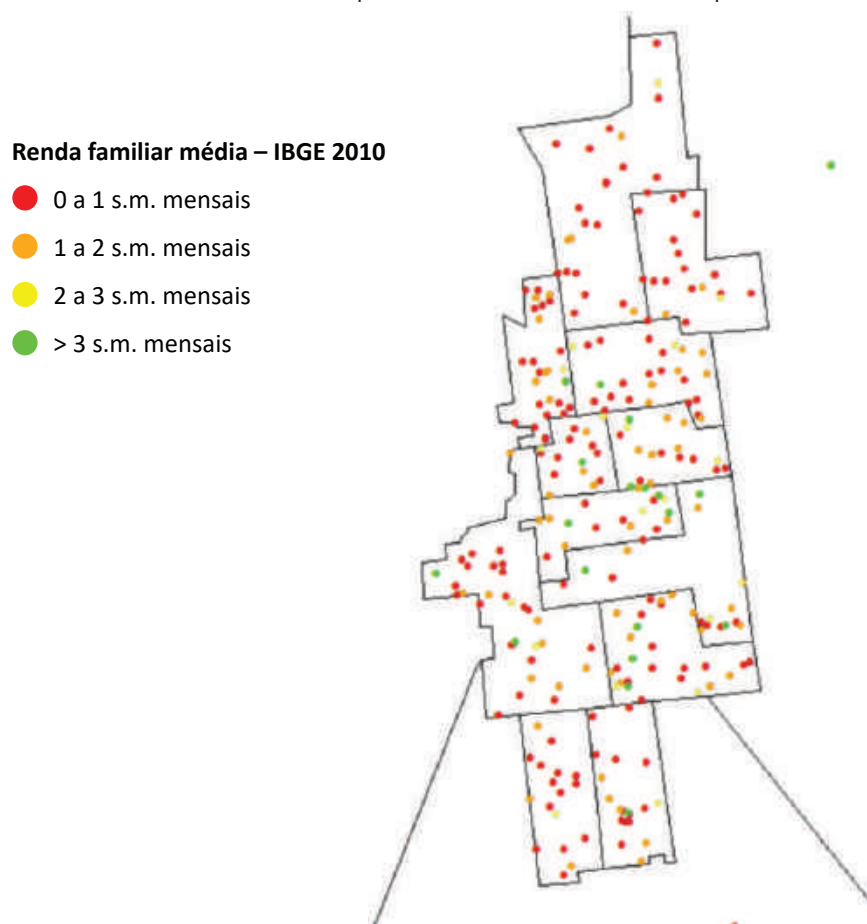 Renda familiar média – IBGE 2010
0 a 1 s.m. mensais
1 a 2 s.m. mensais
2 a 3 s.m. mensais
> 3 s.m. mensais